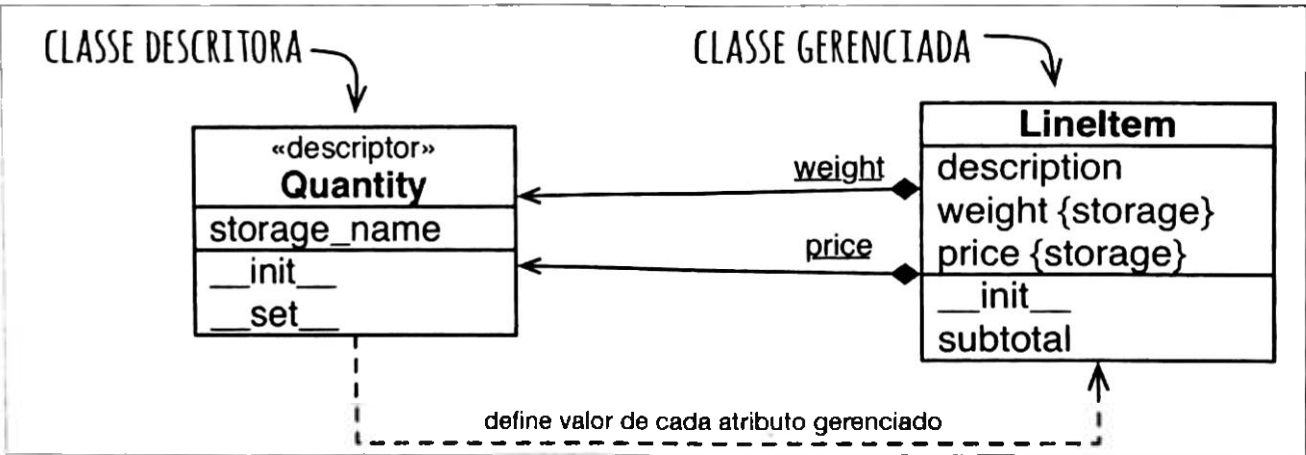 CLASSE DESCRITORA
CLASSE GERENCIADA
«descriptor»
Quantity
storage_name
__init__
__set__
weight
price
LineItem
description
weight {storage}
price {storage}
__init__
subtotal
define valor de cada atributo gerenciado